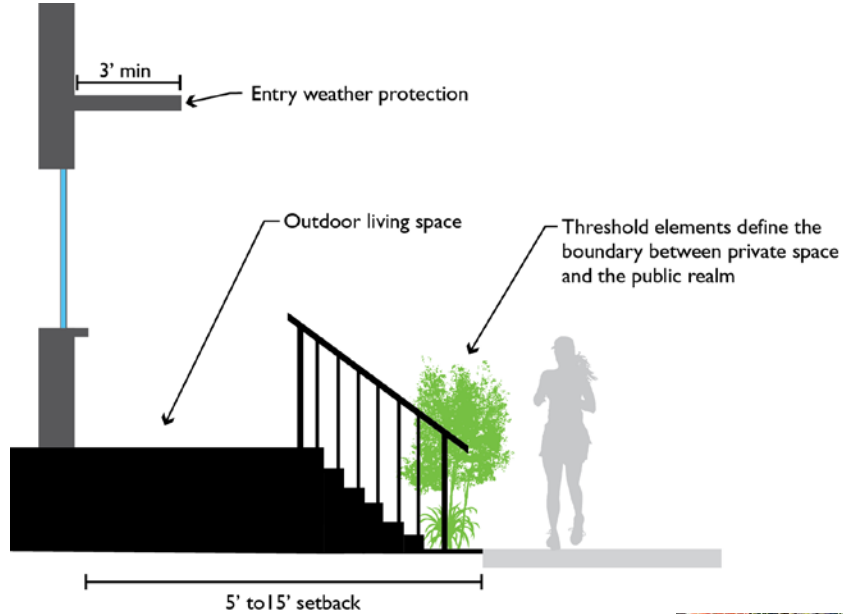 3' min
Entry weather protection
Outdoor living space
Threshold elements define the
boundary between private space
and the public realm
5' to15' setback